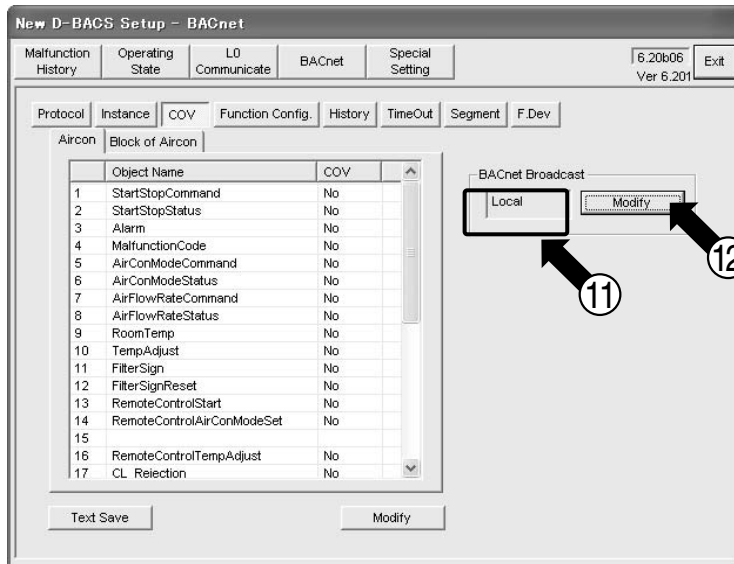 New D-BACS Setup - BACnet
Malfunction History
Operating State
L0 Communicate
BACnet
Special Setting
6.20b06
Ver 6.201
Exit
Protocol Instance COV Function Config. History TimeOut Segment F.Dev
Aircon Block of Aircon
Object Name COV
1 StartStopCommand No
2 StartStopStatus No
3 Alarm No
4 MalfunctionCode No
5 AirConModeCommand No
6 AirConModeStatus No
7 AirFlowRateCommand No
8 AirFlowRateStatus No
9 RoomTemp No
10 TempAdjust No
11 FilterSign No
12 FilterSignReset No
13 RemoteControlStart No
14 RemoteControlAirConModeSet No
15
16 RemoteControlTempAdjust No
17 CL_Rejection No
BACnet Broadcast
Local Modify
⑪
⑫
Text Save Modify